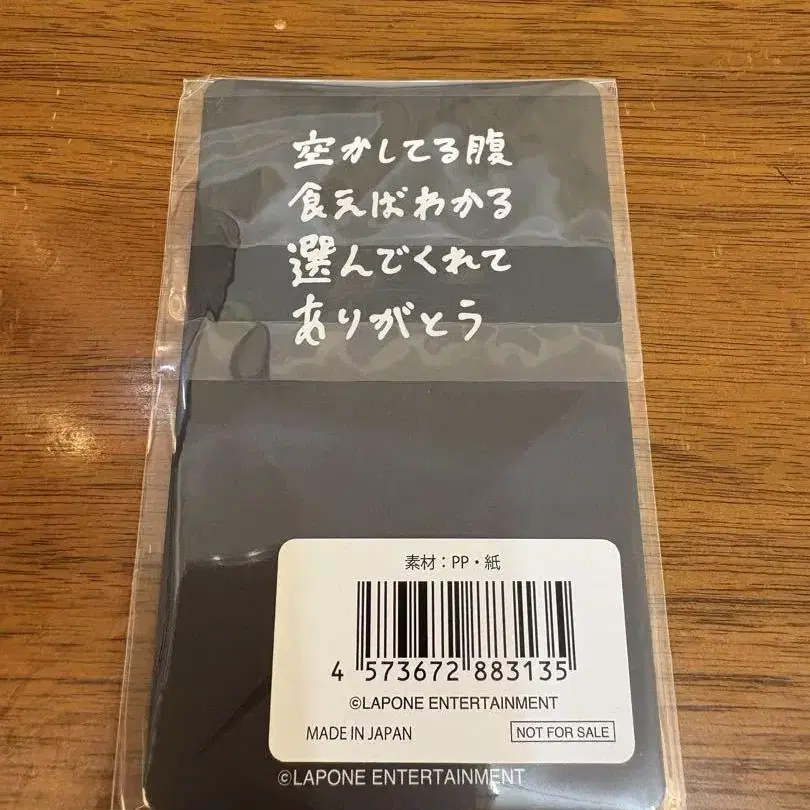 空かしてる腹
食えばわかる
選んでくれて
ありがとう
素材：PP・紙
4 573672 883135
©LAPONE ENTERTAINMENT
MADE IN JAPAN
NOT FOR SALE
©LAPONE ENTERTAINMENT